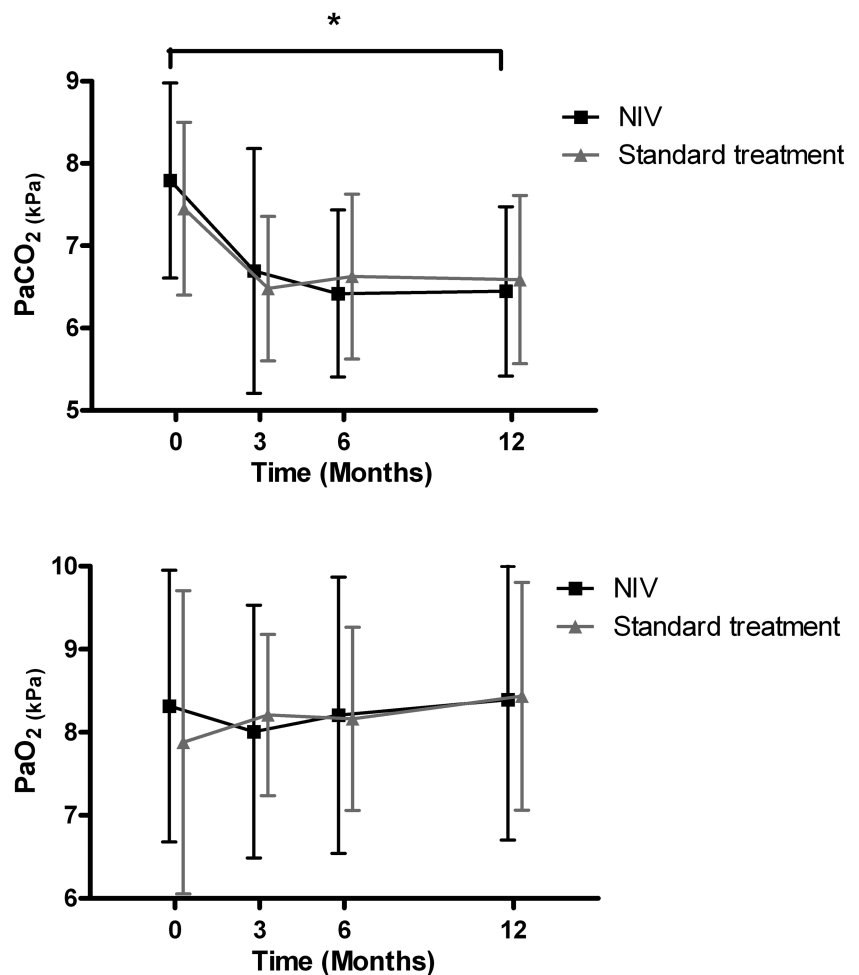 *
9
8
7
6
5
PaCO2 (kPa)
0 3 6 12
Time (Months)
NIV
Standard treatment
10
9
8
7
6
PaO2 (kPa)
0 3 6 12
Time (Months)
NIV
Standard treatment